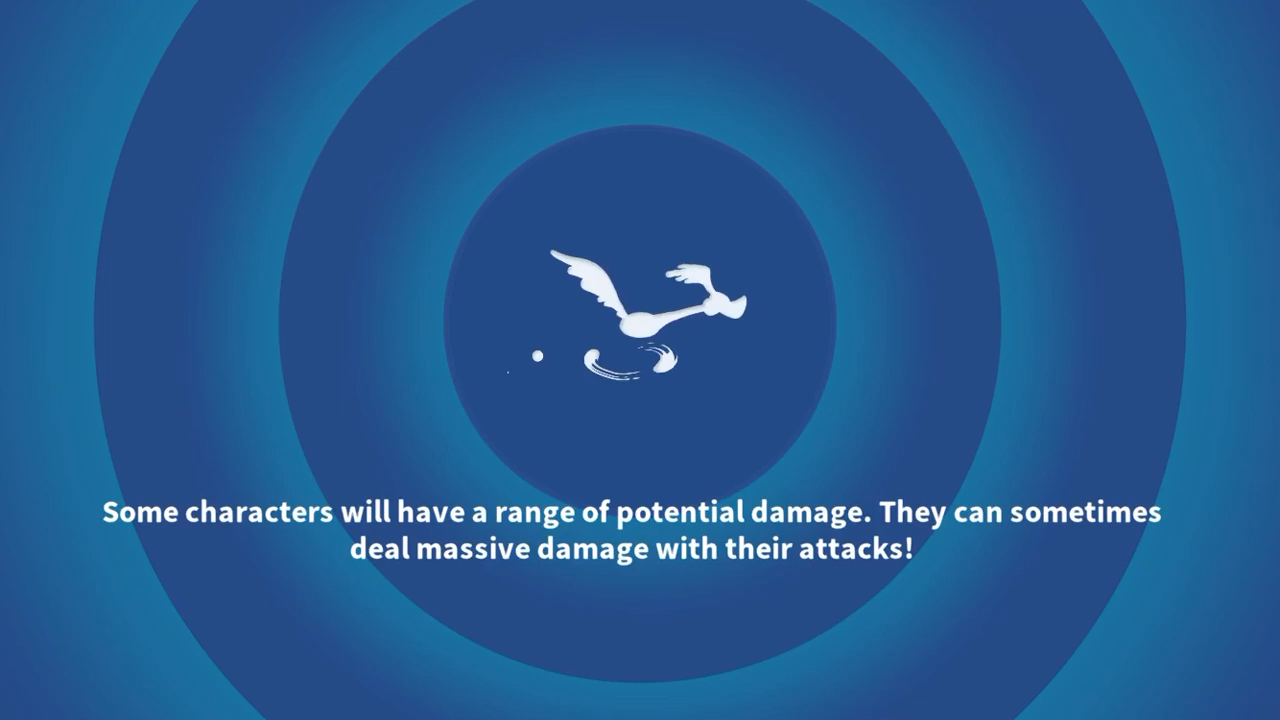 Some characters will have a range of potential damage. They can sometimes
deal massive damage with their attacks!